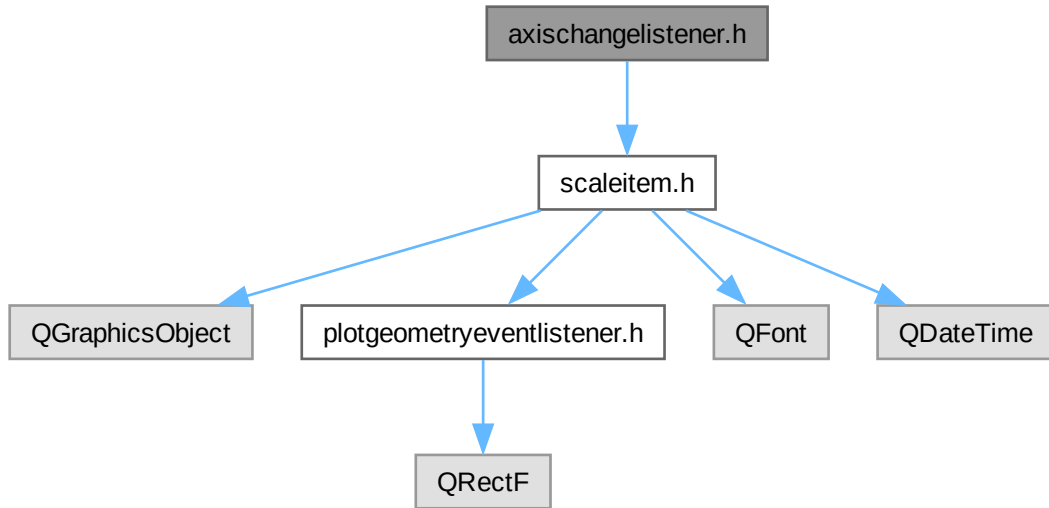 axischangelistener.h
scaleitem.h
QGraphicsObject
plotgeometryeventlistener.h
QFont
QDateTime
QRectF